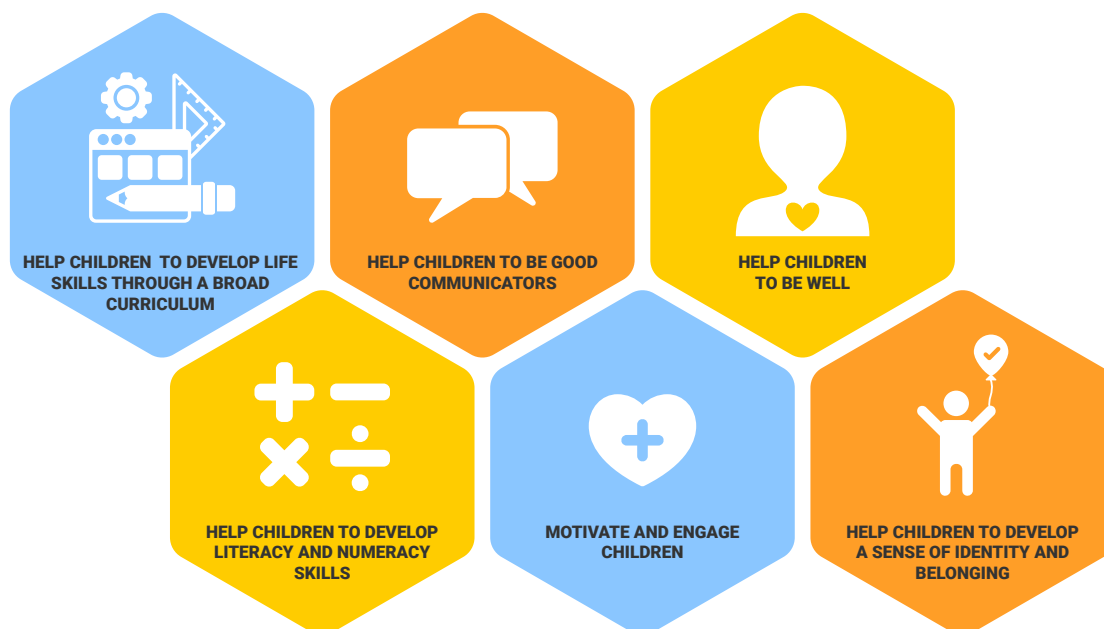 HELP CHILDREN  TO DEVELOP LIFE
SKILLS THROUGH A BROAD
CURRICULUM
HELP CHILDREN TO BE GOOD
COMMUNICATORS
HELP CHILDREN
TO BE WELL
HELP CHILDREN TO DEVELOP
LITERACY AND NUMERACY
SKILLS
MOTIVATE AND ENGAGE
CHILDREN
HELP CHILDREN TO DEVELOP
A SENSE OF IDENTITY AND
BELONGING